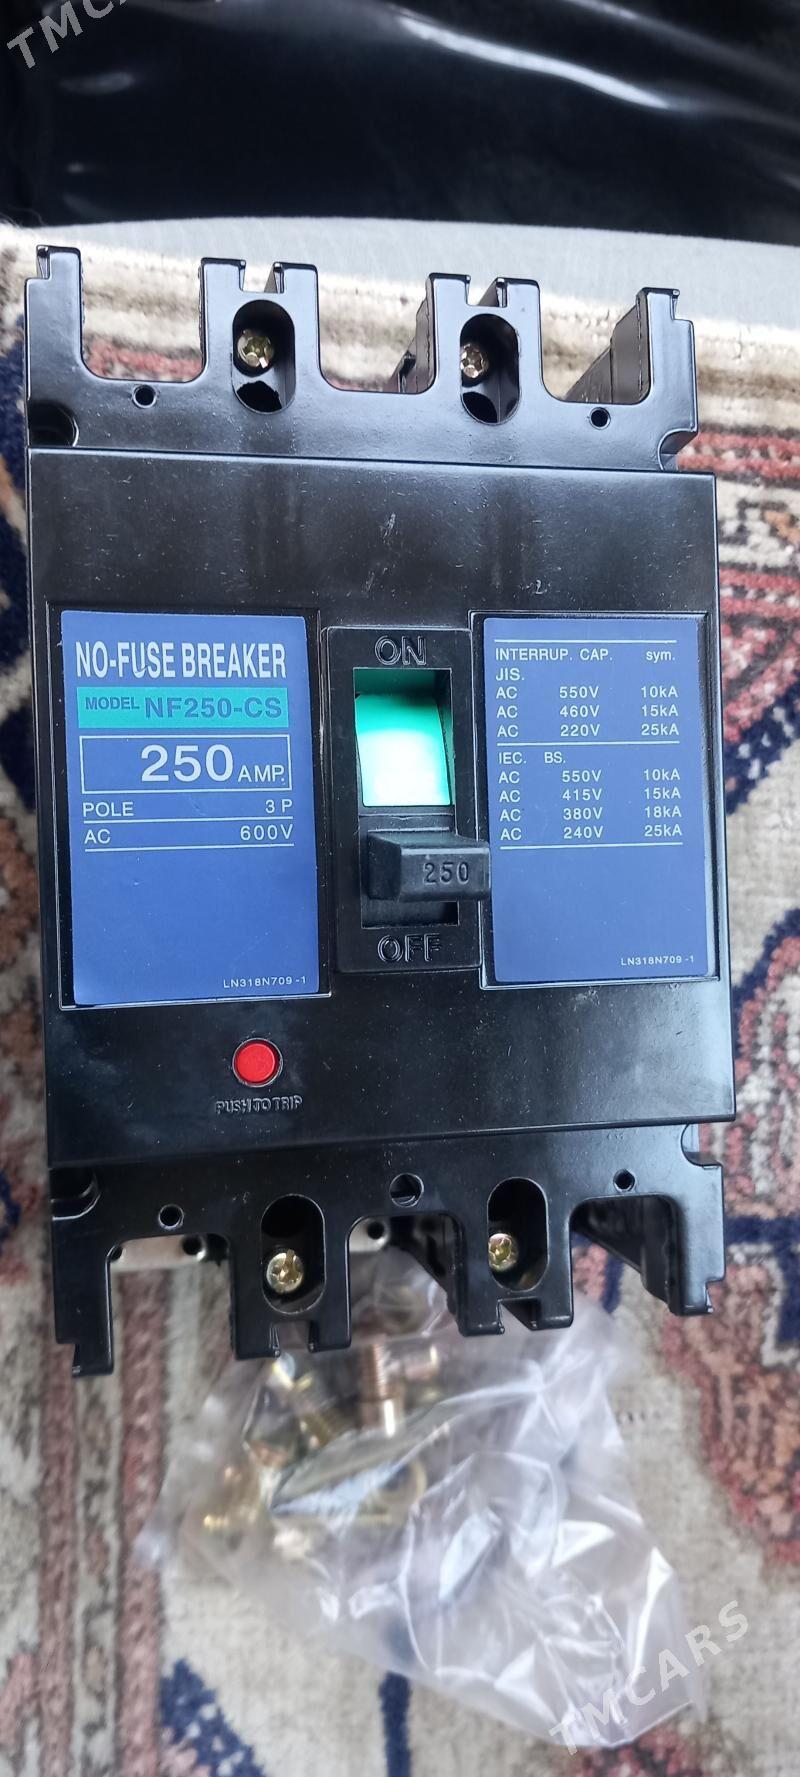 TMCARS
NO-FUSE BREAKER
MODEL NF250-CS
250 AMP.
POLE 3 P
AC 600V
LN318N709-1
ON
250
OFF
INTERRUP. CAP. sym.
JIS.
AC 550V 10kA
AC 460V 15kA
AC 220V 25kA
IEC. BS.
AC 550V 10kA
AC 415V 15kA
AC 380V 18kA
AC 240V 25kA
LN318N709-1
PUSH TO TRIP
TMCARS